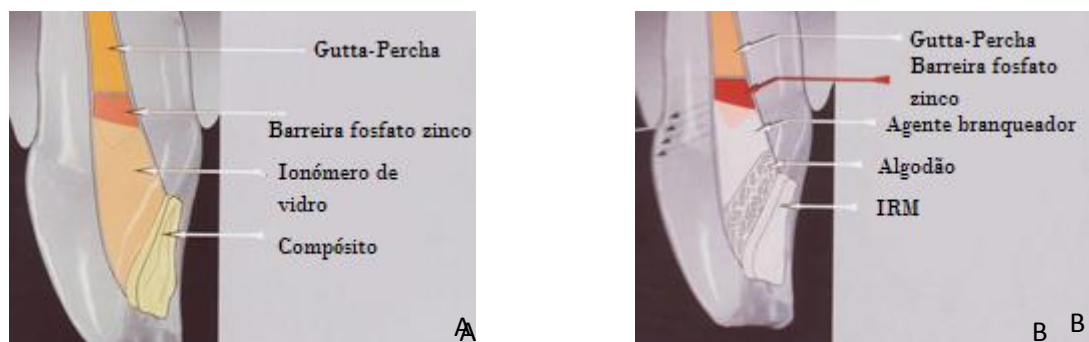 Gutta-Percha
Barreira fosfato zinco
Ionómero de
vidro
Compósito
A
A
Gutta-Percha
Barreira fosfato
zinco
Agente branqueador
Algodão
IRM
B
B